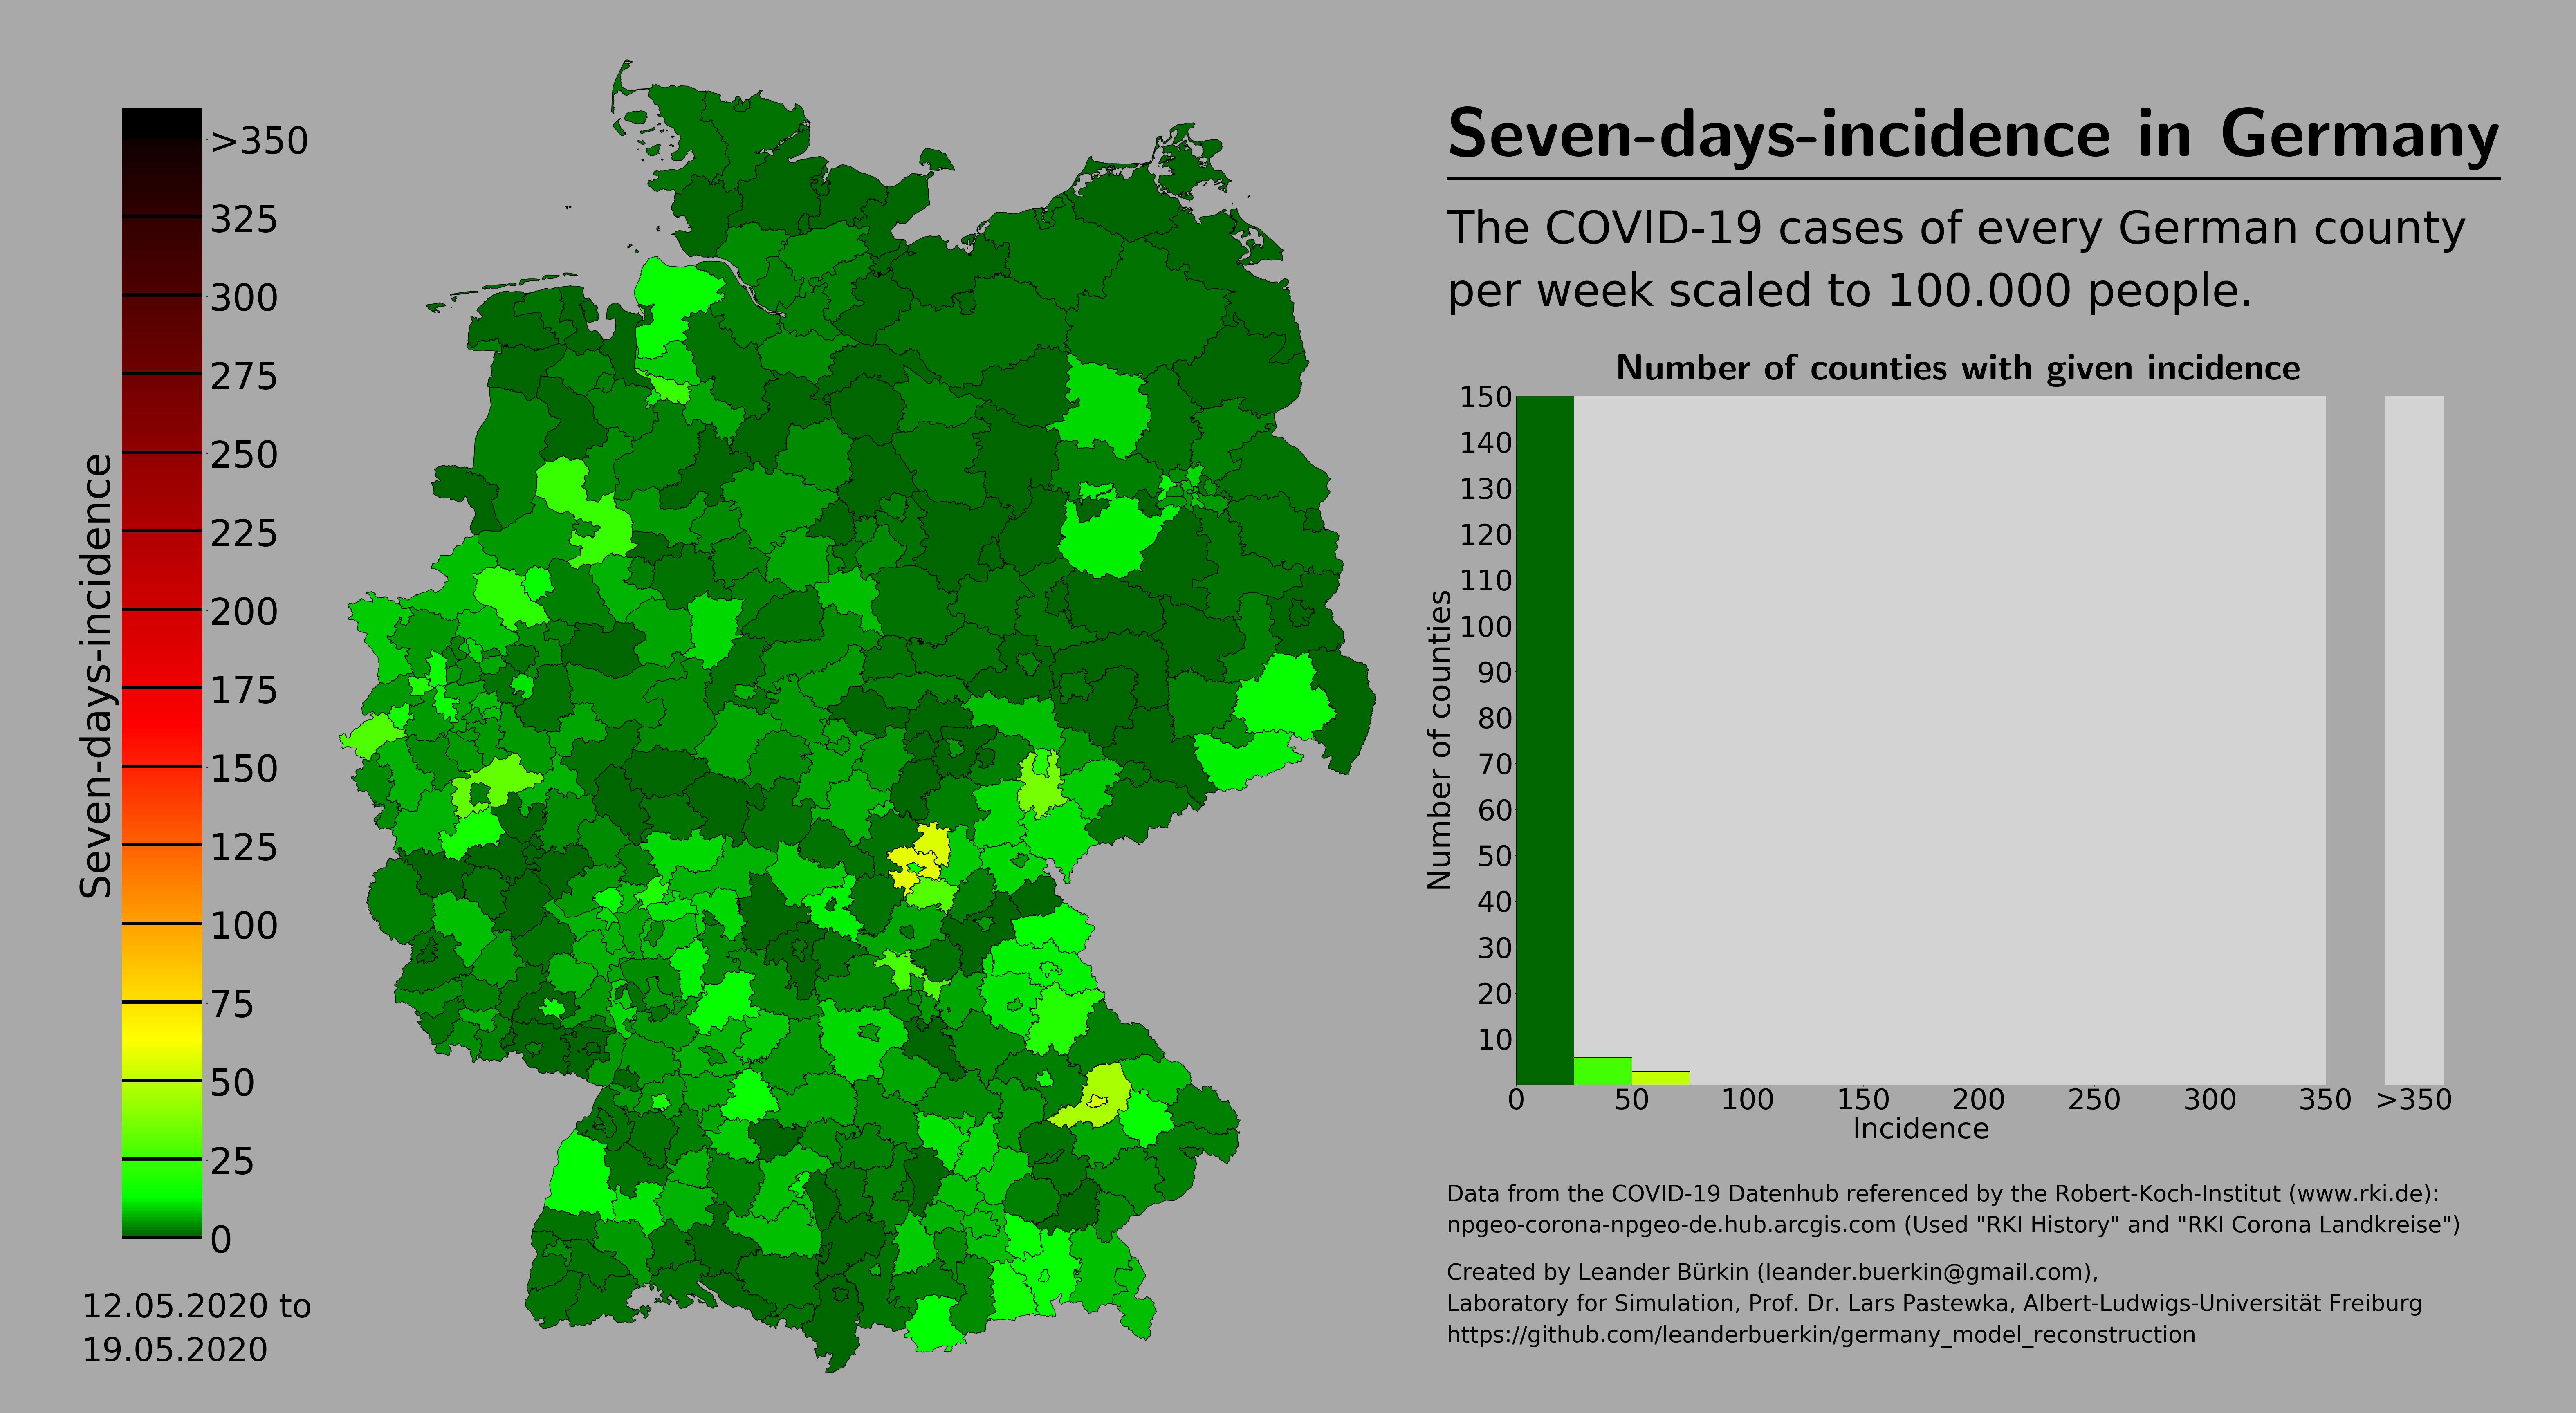 Seven-days-incidence in Germany
The COVID-19 cases of every German county
per week scaled to 100.000 people.
Seven-days-incidence
>350
325
300
275
250
225
200
175
150
125
100
75
50
25
0
12.05.2020 to
19.05.2020
Number of counties with given incidence
Number of counties
150
140
130
120
110
100
90
80
70
60
50
40
30
20
10
0 50 100 150 200 250 300 350 >350
Incidence
Data from the COVID-19 Datenhub referenced by the Robert-Koch-Institut (www.rki.de):
npgeo-corona-npgeo-de.hub.arcgis.com (Used "RKI History" and "RKI Corona Landkreise")
Created by Leander Bürkin (leander.buerkin@gmail.com),
Laboratory for Simulation, Prof. Dr. Lars Pastewka, Albert-Ludwigs-Universität Freiburg
https://github.com/leanderbuerkin/germany_model_reconstruction